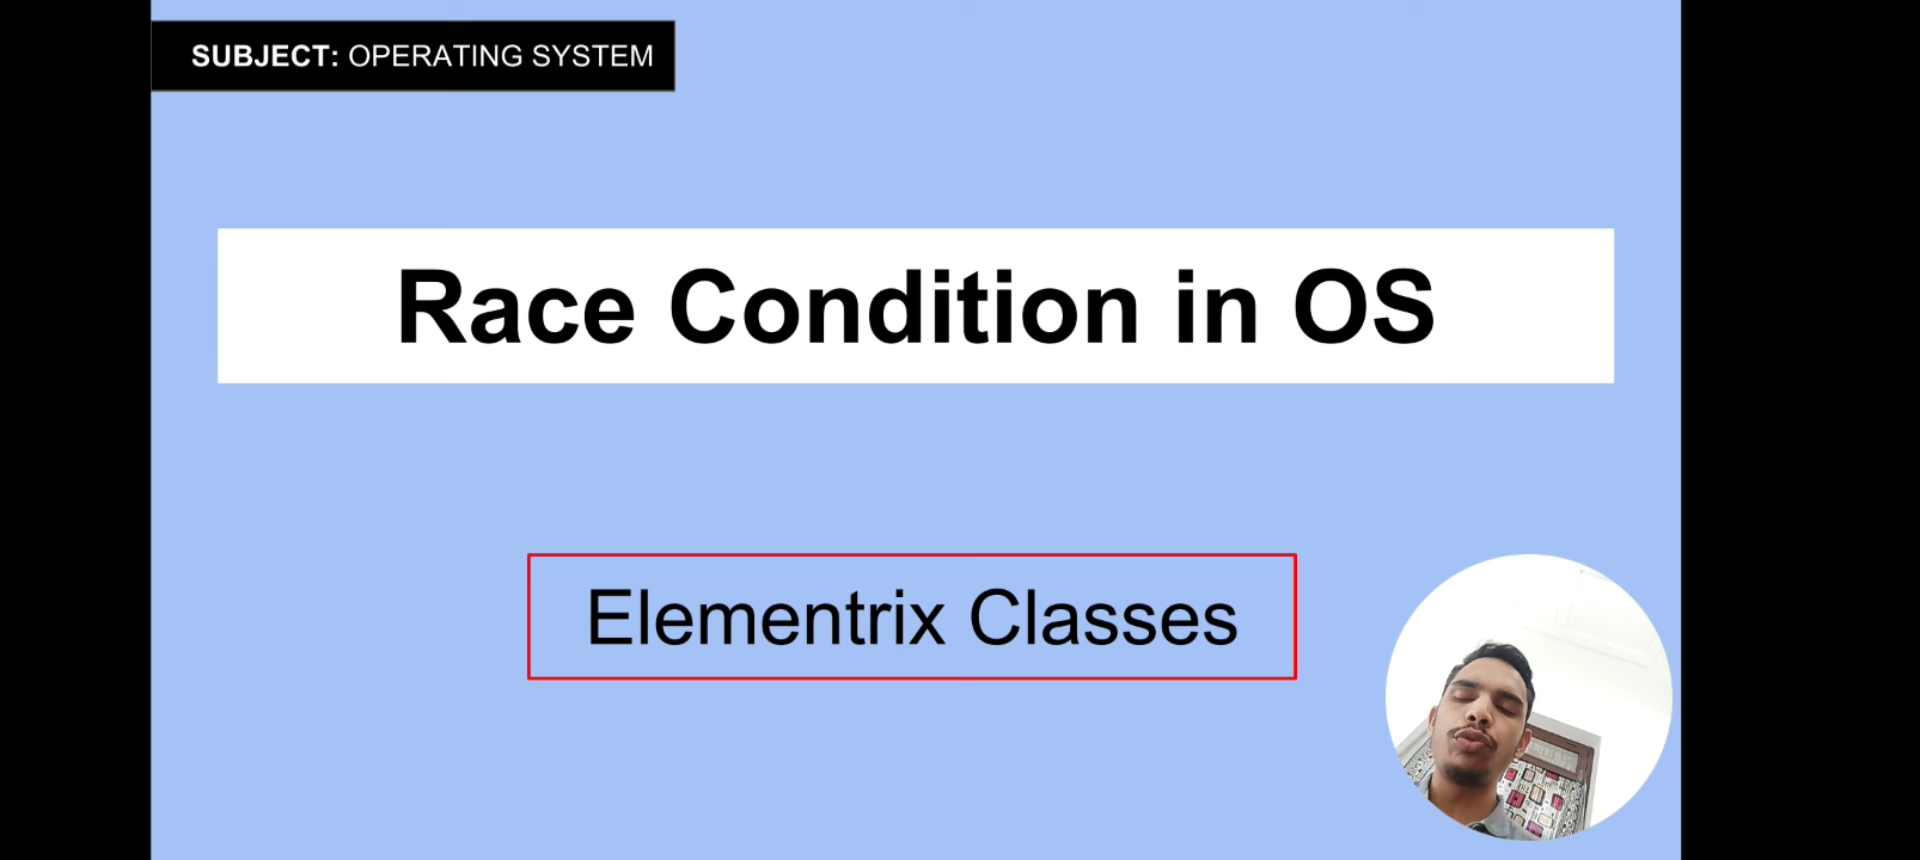 SUBJECT: OPERATING SYSTEM
Race Condition in OS
Elementrix Classes